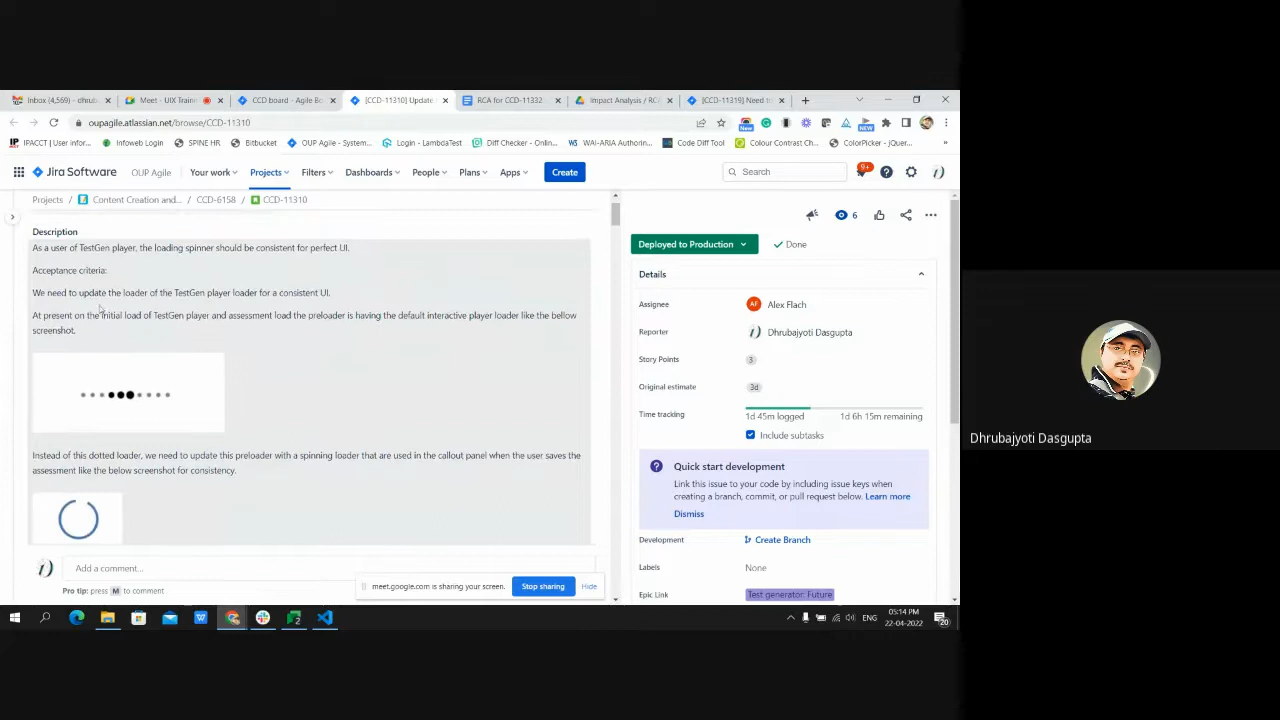 Inbox (4,569) - dhrub
Meet - UIX Train
CCD board - Agile Bo
[CCD-11310] Update
RCA for CCD-11332
Impact Analysis / RC
[CCD-11319] Need t
oupagile.atlassian.net/browse/CCD-11310
New
NEW
IPACCT | User infor...
Infoweb Login
SPINE HR
Bitbucket
OUP Agile - System...
Login - LambdaTest
Diff Checker - Onlin...
WAI-ARIA Authorin...
Code Diff Tool
Colour Contrast Ch...
ColorPicker - jQuer...
»
Jira Software
OUP Agile
Your work
Projects
Filters
Dashboards
People
Plans
Apps
Create
Search
9+
Projects / Content Creation and... / CCD-6158 / CCD-11310
6
Description
As a user of TestGen player, the loading spinner should be consistent for perfect UI.
Acceptance criteria:
We need to update the loader of the TestGen player loader for a consistent UI.
At present on the initial load of TestGen player and assessment load the preloader is having the default interactive player loader like the bellow
screenshot.
Instead of this dotted loader, we need to update this preloader with a spinning loader that are used in the callout panel when the user saves the
assessment like the below screenshot for consistency.
Add a comment...
Pro tip: press M to comment
Deployed to Production
Done
Details
Assignee
AF Alex Flach
Reporter
Dhrubajyoti Dasgupta
Story Points
3
Original estimate
3d
Time tracking
1d 45m logged
1d 6h 15m remaining
Include subtasks
Quick start development
Link this issue to your code by including issue keys when
creating a branch, commit, or pull request below. Learn more
Dismiss
Development
Create Branch
Labels
None
Epic Link
Test generator: Future
meet.google.com is sharing your screen.
Stop sharing
Hide
ENG
05:14 PM
22-04-2022
20
Dhrubajyoti Dasgupta